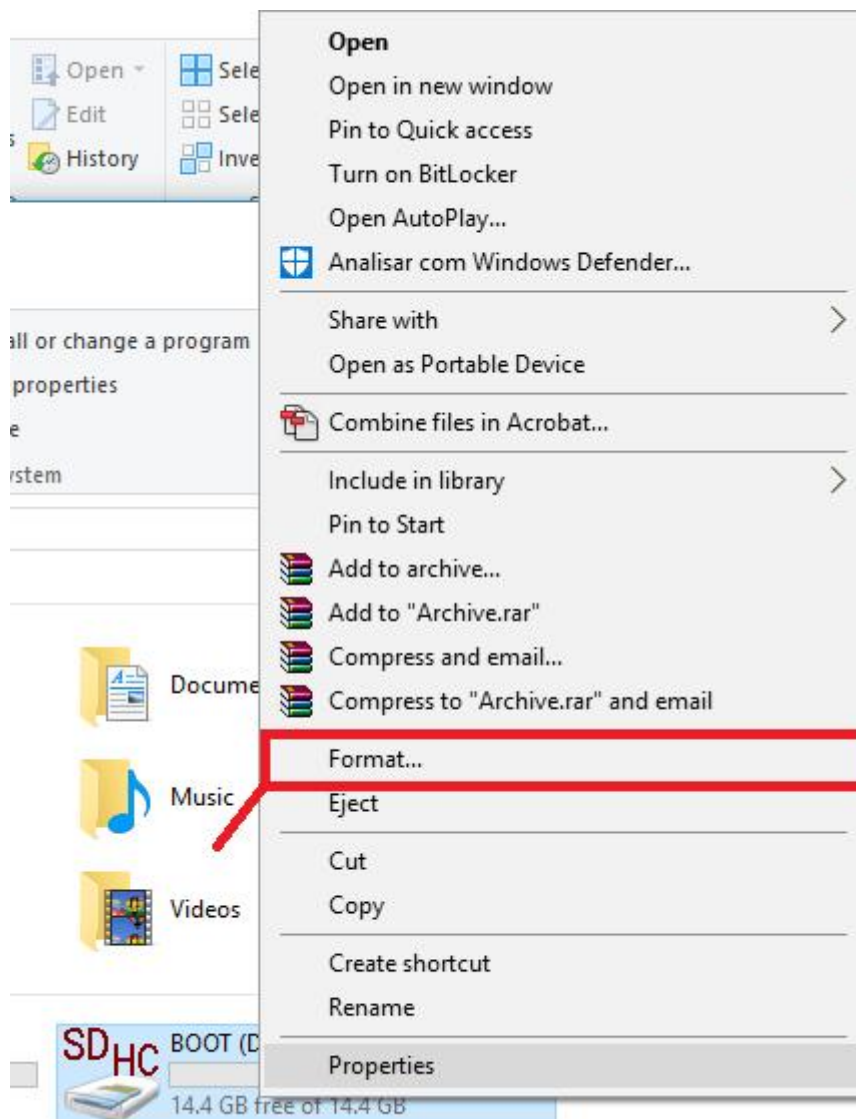 Open
Edit
History
Sele
Sele
Inve
all or change a program
properties
e
ystem
Docume
Music
Videos
SDHC
BOOT (D
14.4 GB free of 14.4 GB
Open
Open in new window
Pin to Quick access
Turn on BitLocker
Open AutoPlay...
Analisar com Windows Defender...
Share with
Open as Portable Device
Combine files in Acrobat...
Include in library
Pin to Start
Add to archive...
Add to "Archive.rar"
Compress and email...
Compress to "Archive.rar" and email
Format...
Eject
Cut
Copy
Create shortcut
Rename
Properties